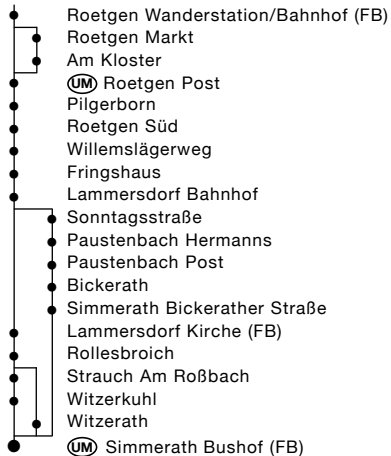 Roetgen Wanderstation/Bahnhof (FB)
Roetgen Markt
Am Kloster
UM Roetgen Post
Pilgerborn
Roetgen Süd
Willemslägerweg
Fringshaus
Lammersdorf Bahnhof
Sonntagsstraße
Paustenbach Hermanns
Paustenbach Post
Bickerath
Simmerath Bickerather Straße
Lammersdorf Kirche (FB)
Rollesbroich
Strauch Am Roßbach
Witzerkuhl
Witzerath
UM Simmerath Bushof (FB)